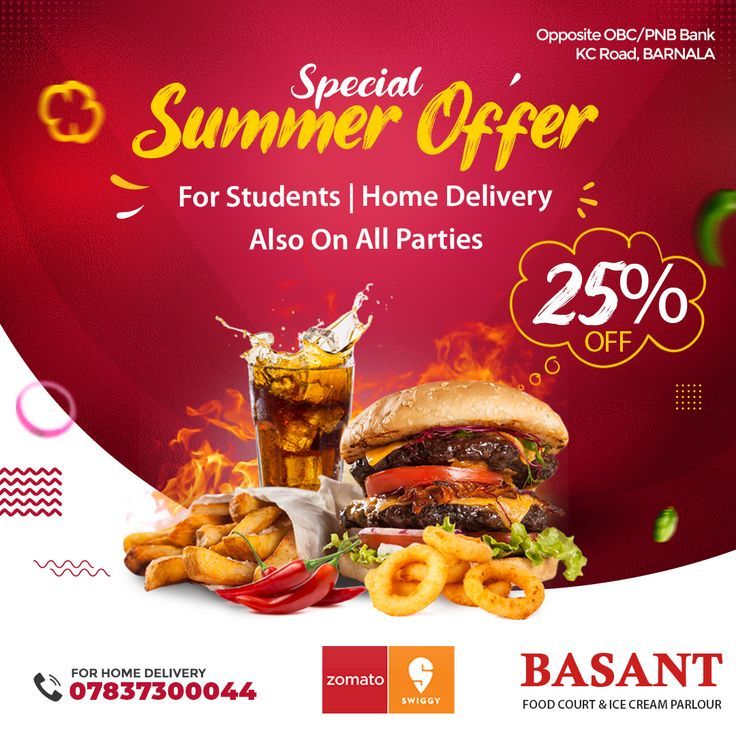 Opposite OBC/PNB Bank
KC Road, BARNALA
Special
Summer Offer
For Students | Home Delivery
Also On All Parties
25%
OFF
FOR HOME DELIVERY
07837300044
zomato
SWIGGY
BASANT
FOOD COURT & ICE CREAM PARLOUR